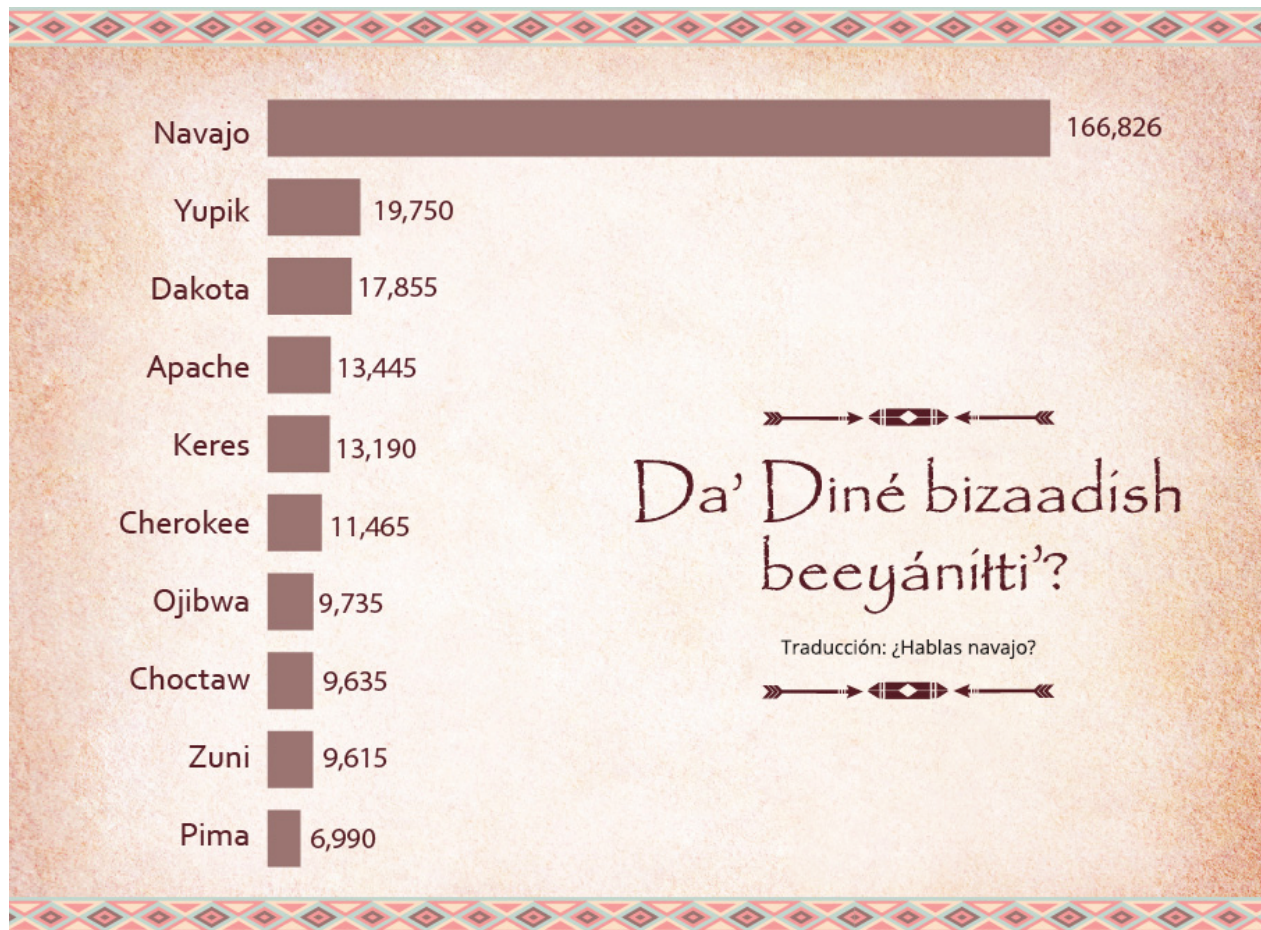 Navajo 166,826
Yupik 19,750
Dakota 17,855
Apache 13,445
Keres 13,190
Cherokee 11,465
Ojibwa 9,735
Choctaw 9,635
Zuni 9,615
Pima 6,990
Da’ Diné bizaadísh
beeyáníłti’?
Traducción: ¿Hablas navajo?